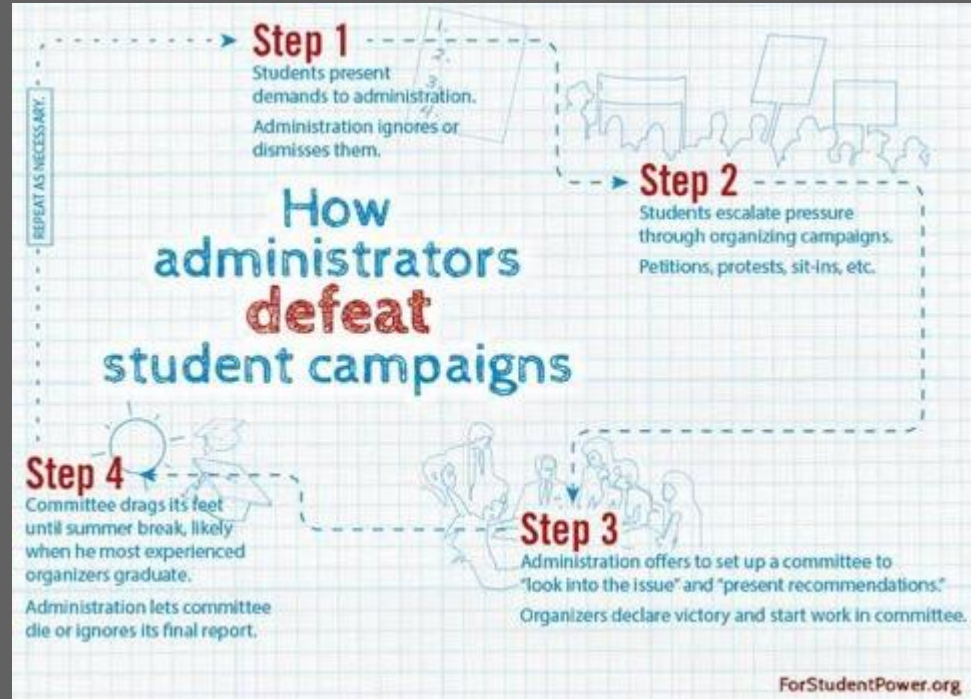 Step 1
Students present
demands to administration.
Administration ignores or
dismisses them.
1.
2.
3.
4.
REPEAT AS NECESSARY.
How
administrators
defeat
student campaigns
Step 2
Students escalate pressure
through organizing campaigns.
Petitions, protests, sit-ins, etc.
Step 3
Administration offers to set up a committee to
"look into the issue" and "present recommendations."
Organizers declare victory and start work in committee.
Step 4
Committee drags its feet
until summer break, likely
when he most experienced
organizers graduate.
Administration lets committee
die or ignores its final report.
ForStudentPower.org